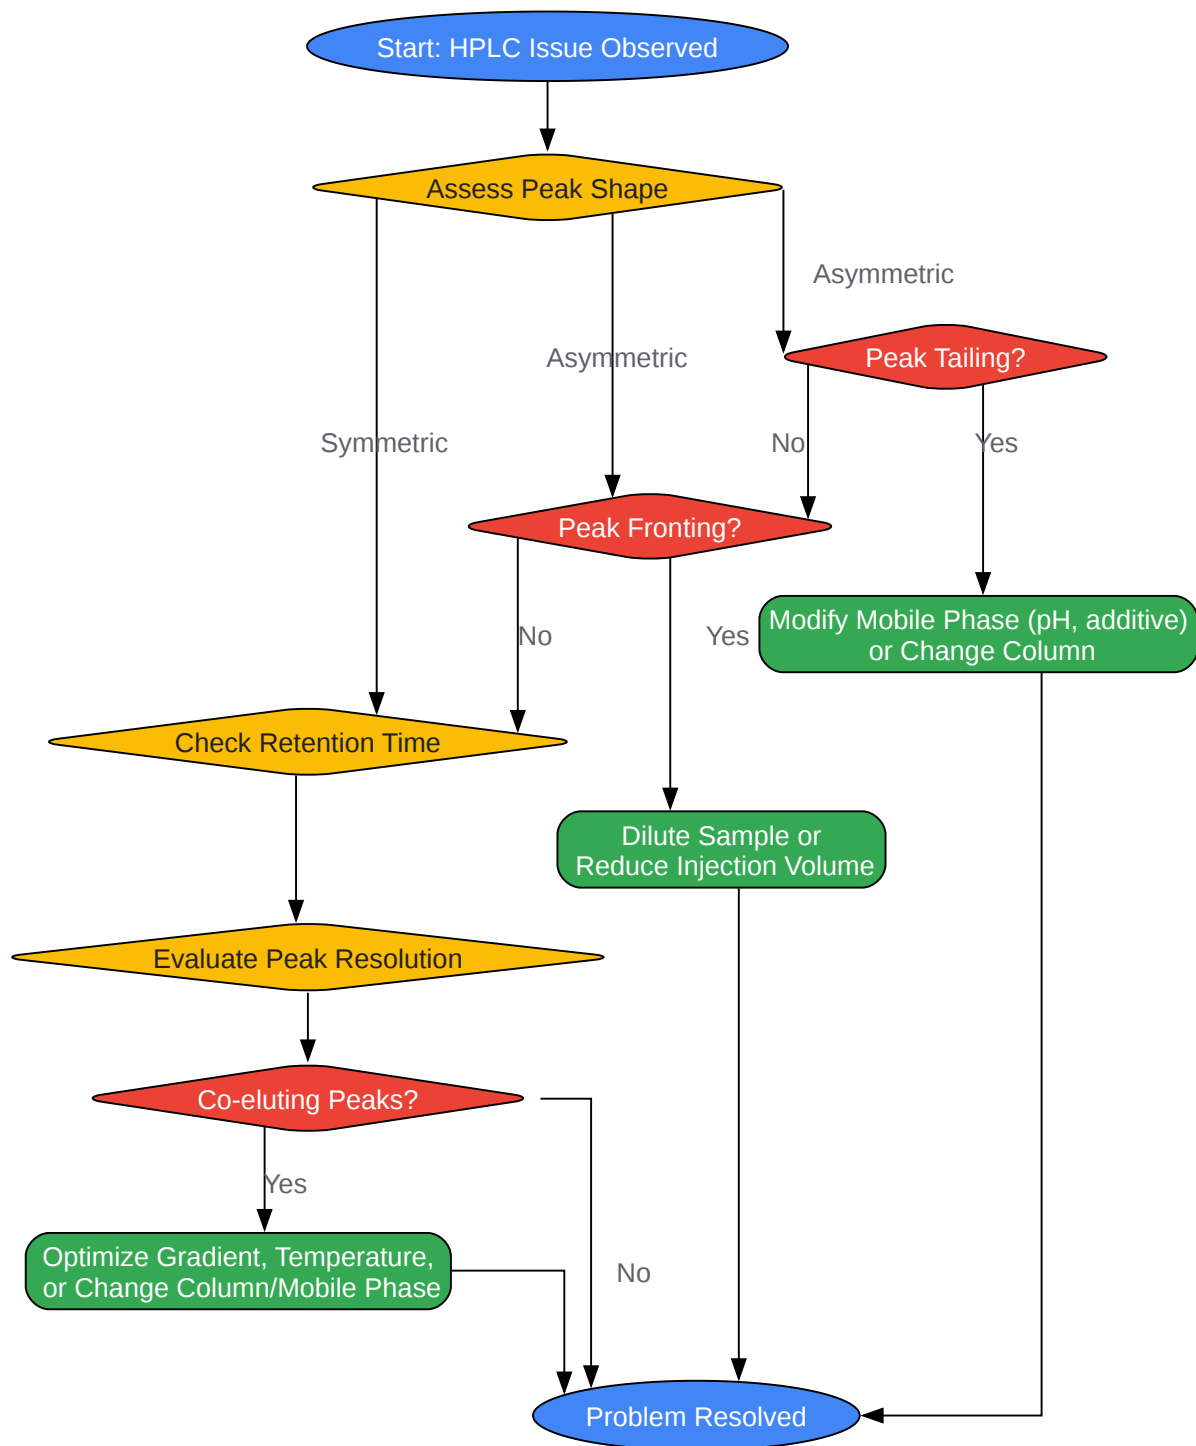 Start: HPLC Issue Observed
Assess Peak Shape
Asymmetric
Asymmetric
Peak Tailing?
Symmetric
No
Yes
Peak Fronting?
Modify Mobile Phase (pH, additive)
or Change Column
No
Yes
Check Retention Time
Dilute Sample or
Reduce Injection Volume
Evaluate Peak Resolution
Co-eluting Peaks?
Yes
Optimize Gradient, Temperature,
or Change Column/Mobile Phase
No
Problem Resolved